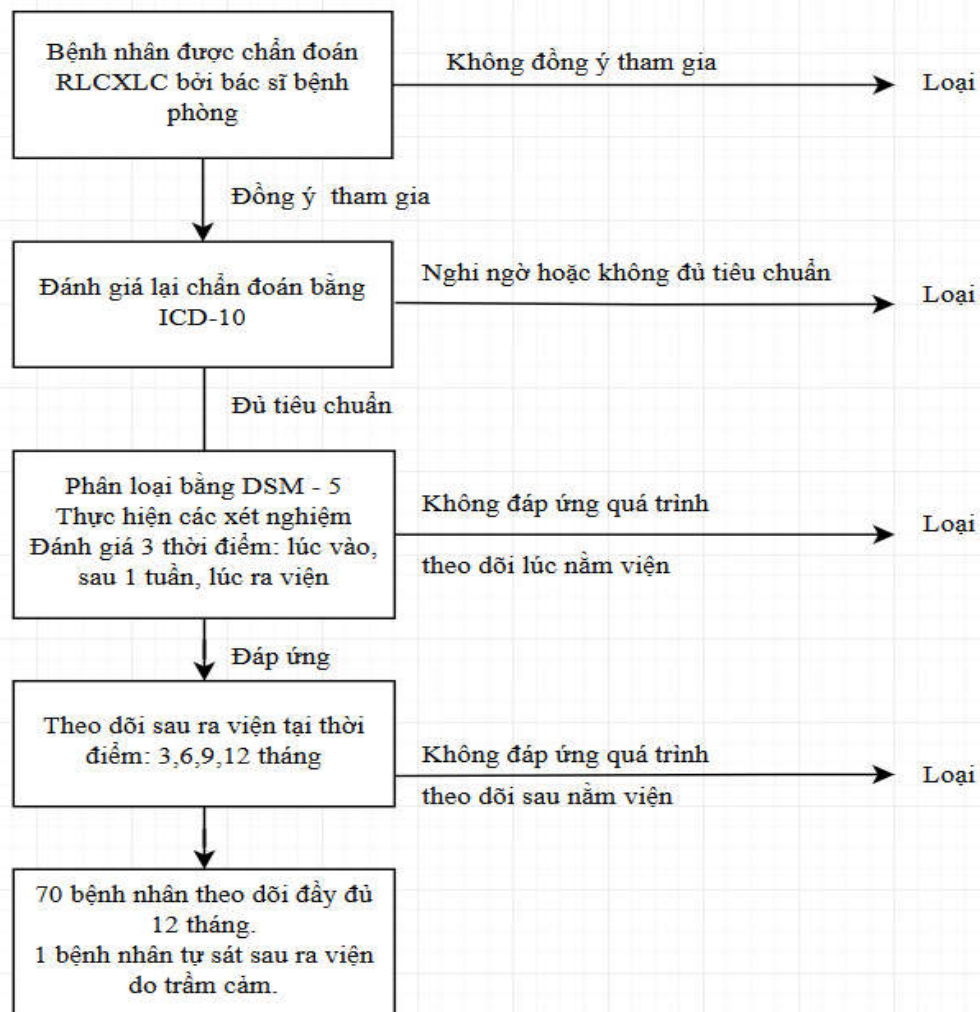 Bệnh nhân được chẩn đoán
RLCXLC bởi bác sĩ bệnh
phòng
Không đồng ý tham gia
Loại
Đồng ý tham gia
Đánh giá lại chẩn đoán bằng
ICD-10
Nghi ngờ hoặc không đủ tiêu chuẩn
Loại
Đủ tiêu chuẩn
Phân loại bằng DSM - 5
Thực hiện các xét nghiệm
Đánh giá 3 thời điểm: lúc vào,
sau 1 tuần, lúc ra viện
Không đáp ứng quá trình
theo dõi lúc nằm viện
Loại
Đáp ứng
Theo dõi sau ra viện tại thời
điểm: 3,6,9,12 tháng
Không đáp ứng quá trình
theo dõi sau nằm viện
Loại
70 bệnh nhân theo dõi đầy đủ
12 tháng.
1 bệnh nhân tự sát sau ra viện
do trầm cảm.